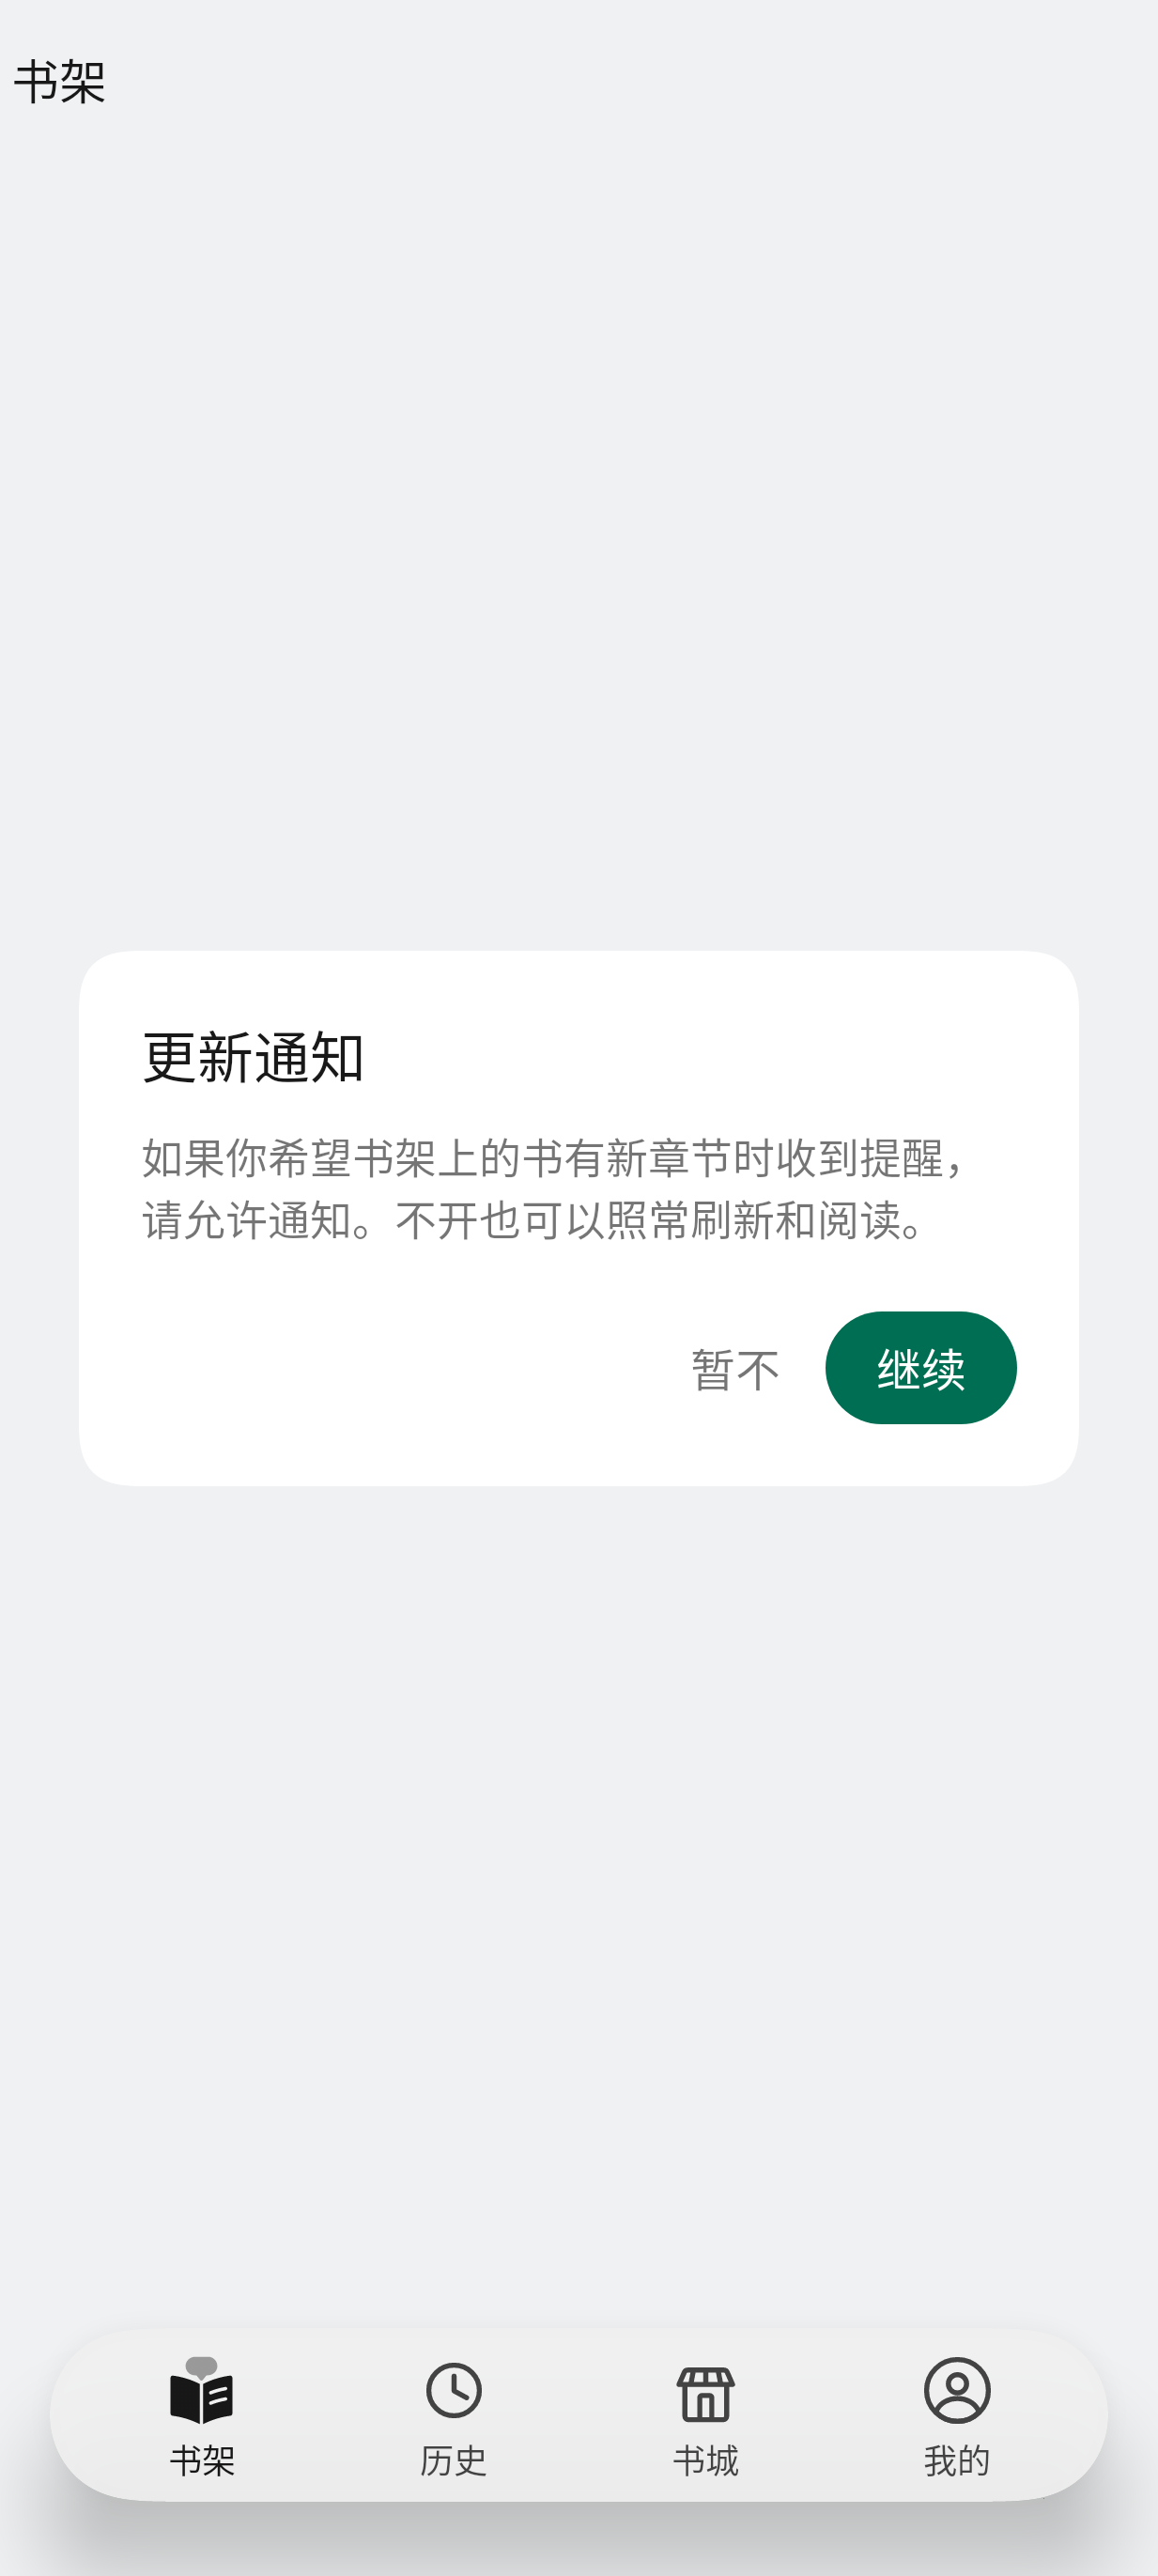 书架
更新通知
如果你希望书架上的书有新章节时收到提醒，
请允许通知。不开也可以照常刷新和阅读。
暂不
继续
书架
历史
书城
我的